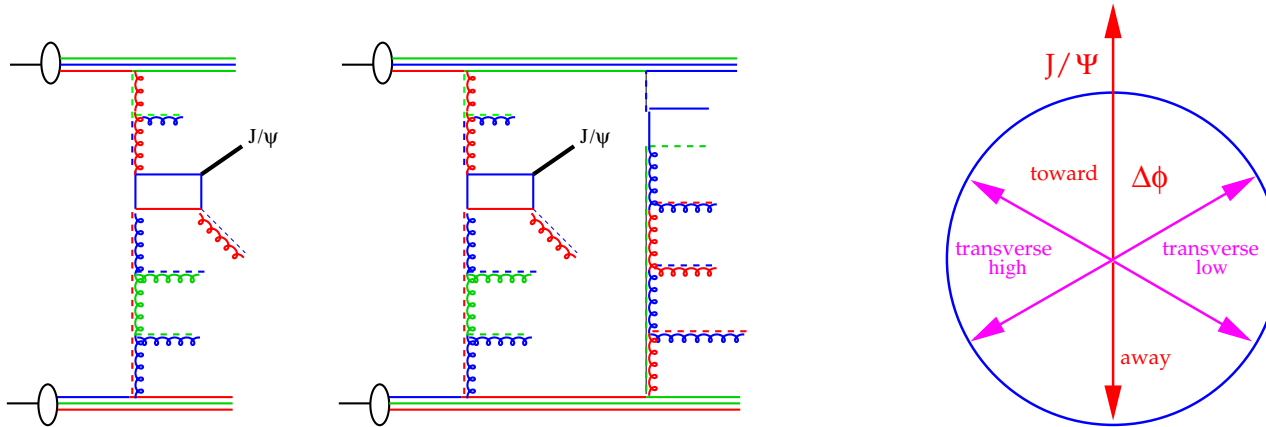 J/ψ
J/ψ
J/Ψ
toward
Δϕ
transverse
high
transverse
low
away